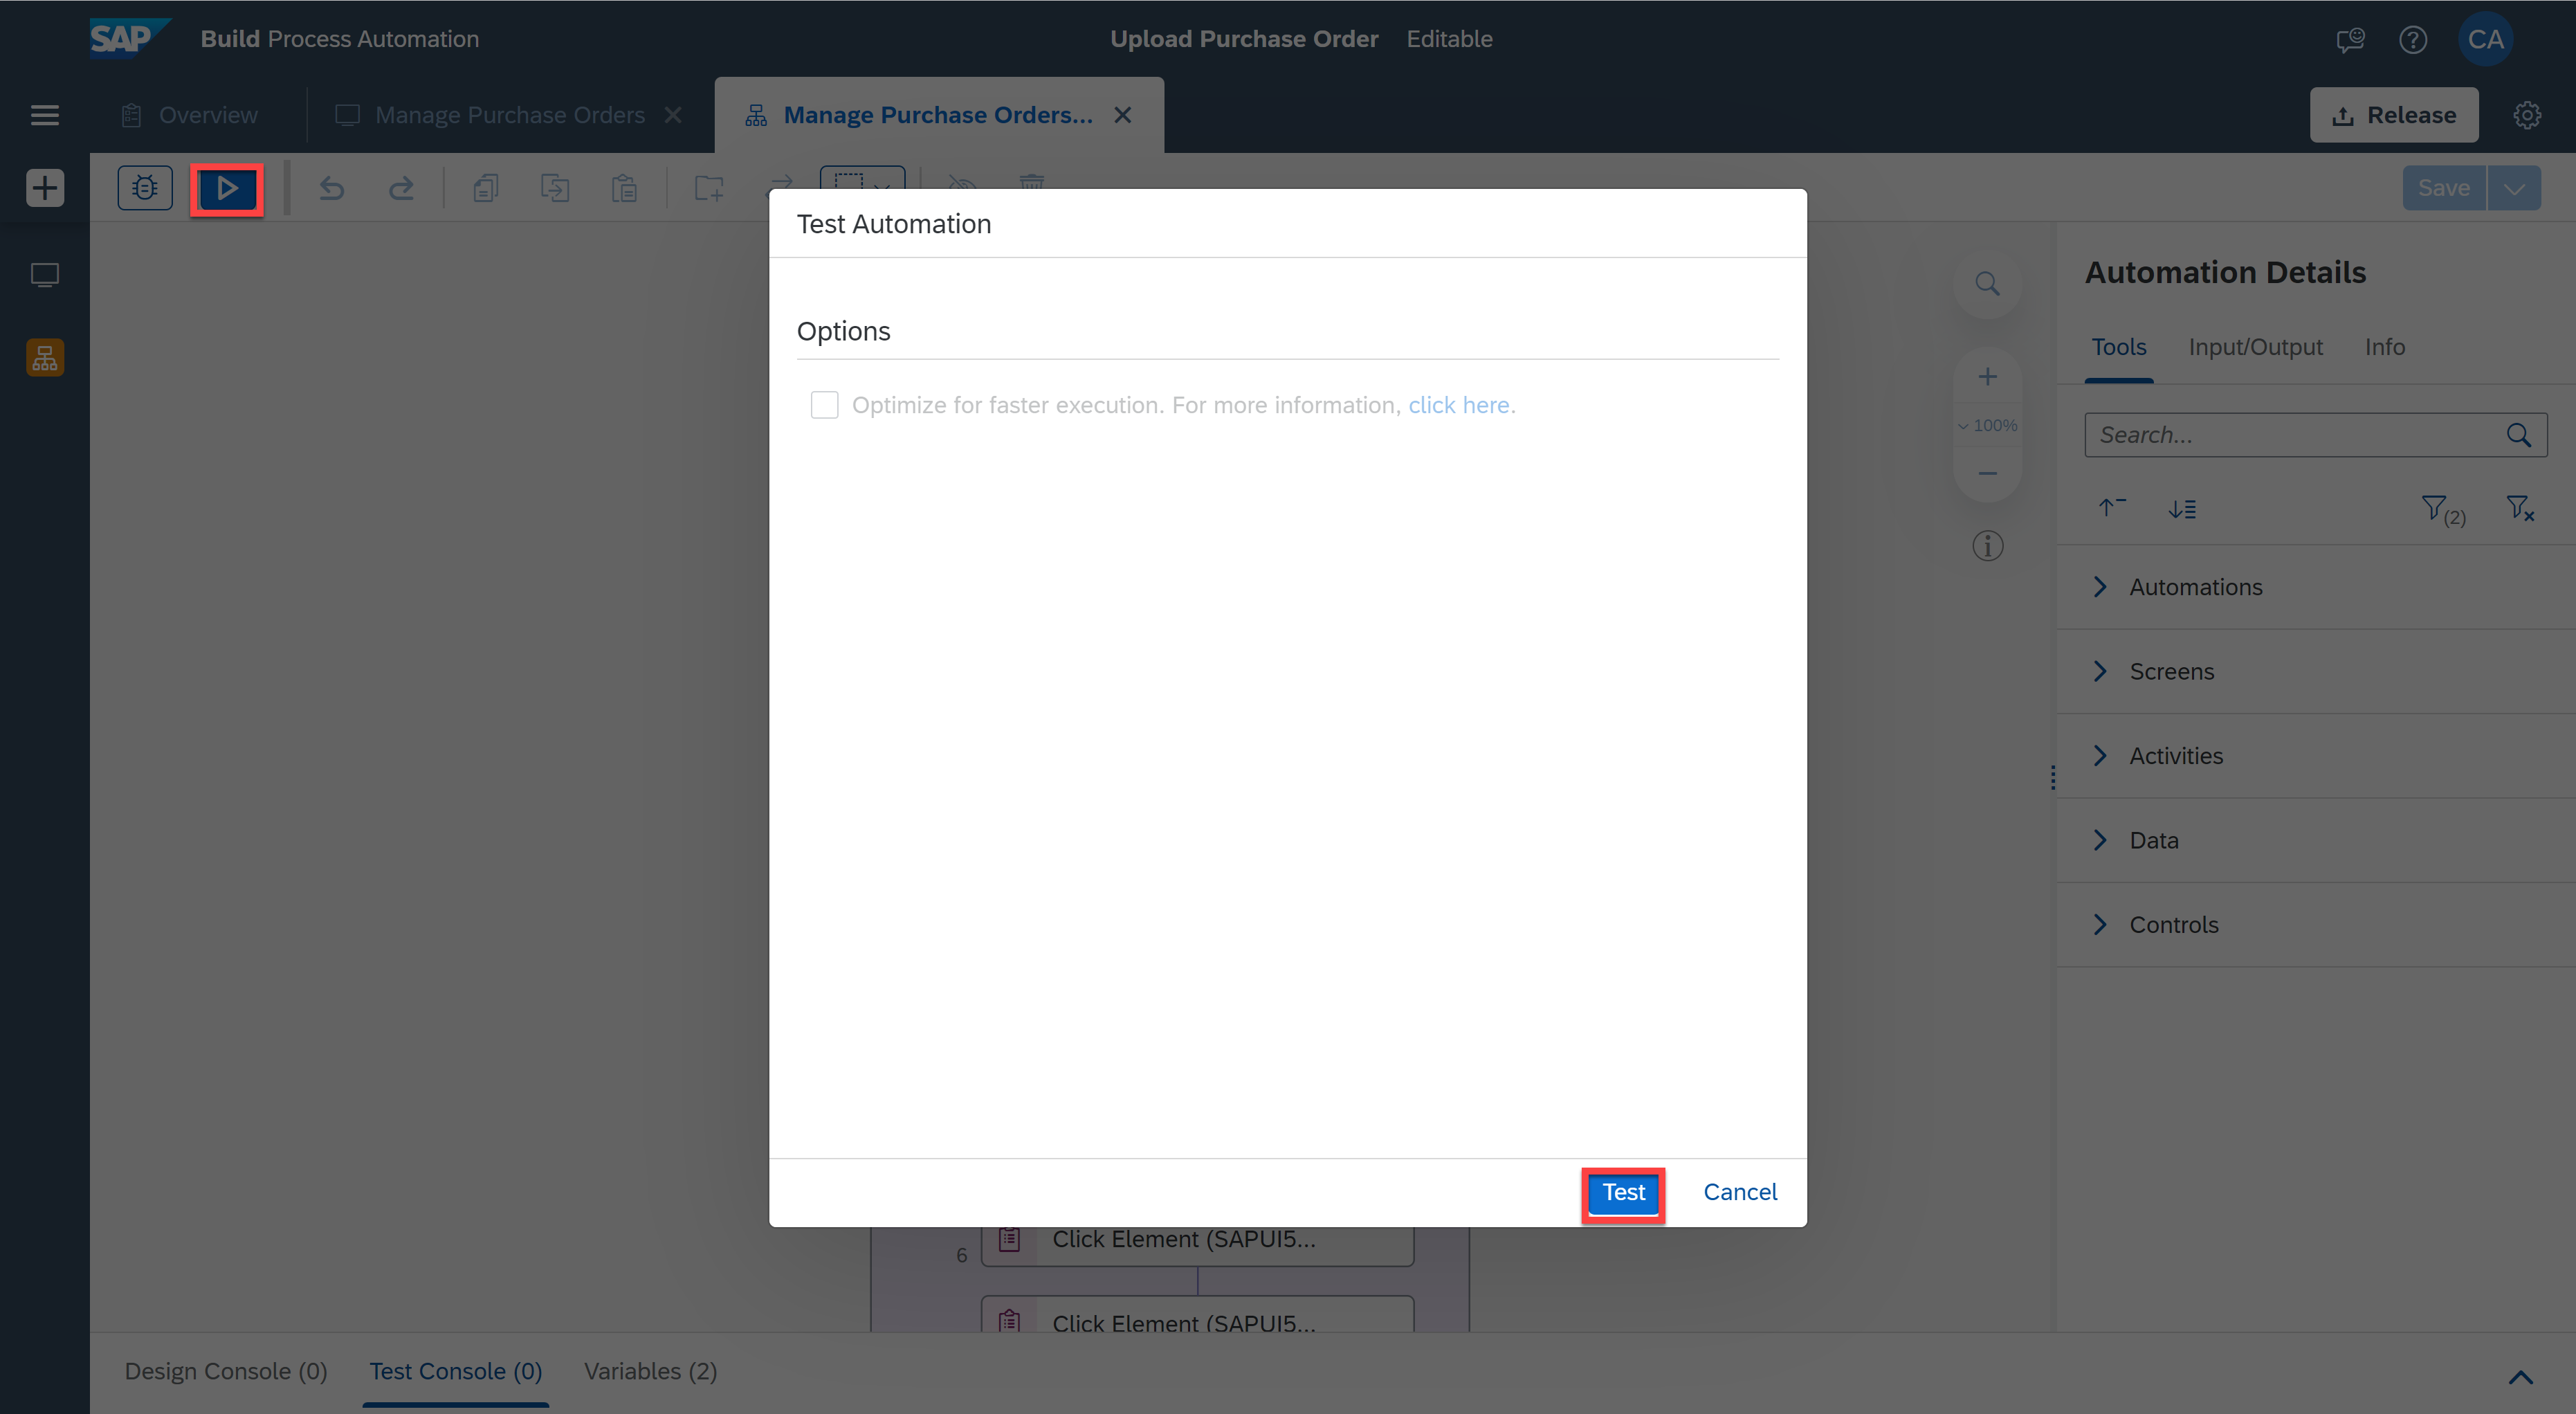 SAP Build Process Automation
Upload Purchase Order Editable
CA
Overview
Manage Purchase Orders
Manage Purchase Orders...
Release
Save
Test Automation
Options
Optimize for faster execution. For more information, click here.
Test
Cancel
100%
Automation Details
Tools
Input/Output
Info
Search...
(2)
Automations
Screens
Activities
Data
Controls
6
Click Element (SAPUI5...
Click Element (SAPUI5...
Design Console (0)
Test Console (0)
Variables (2)